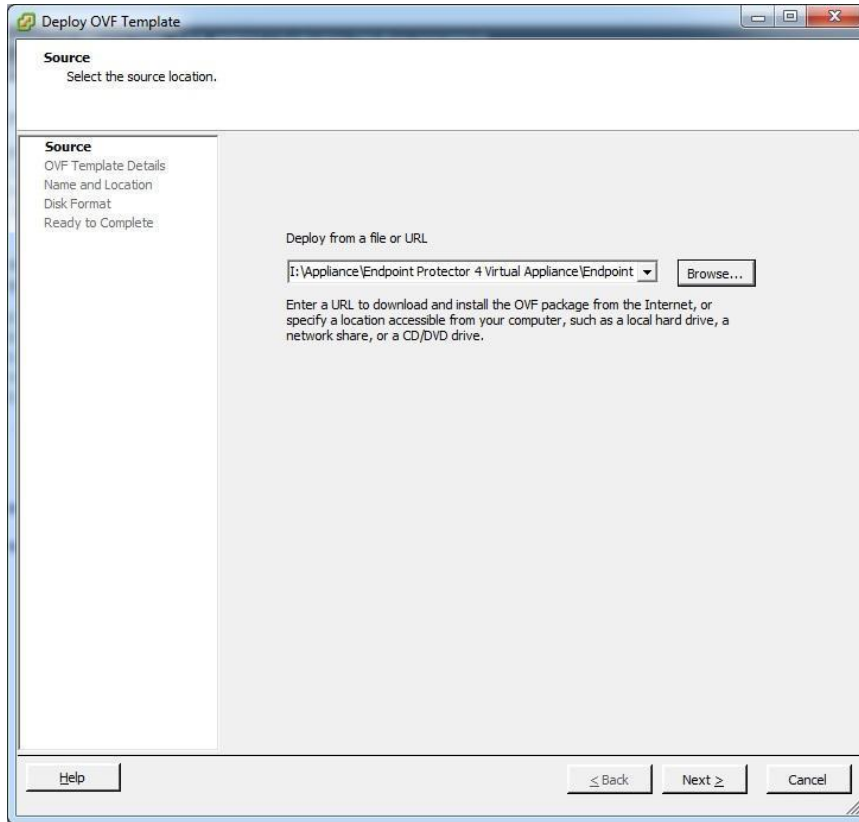 Deploy OVF Template
Source
Select the source location.
Source
OVF Template Details
Name and Location
Disk Format
Ready to Complete
Deploy from a file or URL
I:\Appliance\Endpoint Protector 4 Virtual Appliance\Endpoint
Browse...
Enter a URL to download and install the OVF package from the Internet, or
specify a location accessible from your computer, such as a local hard drive, a
network share, or a CD/DVD drive.
Help
< Back
Next >
Cancel